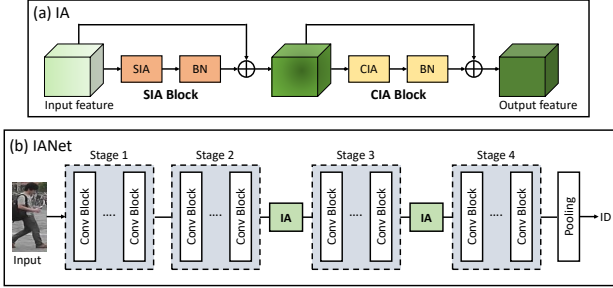 (a) IA
SIA
BN
CIA
BN
Input feature
SIA Block
CIA Block
Output feature
(b) IANet
Stage 1
Stage 2
Stage 3
Stage 4
Conv Block
....
Conv Block
Conv Block
....
Conv Block
IA
Conv Block
....
Conv Block
IA
Conv Block
....
Conv Block
Pooling
ID
Input